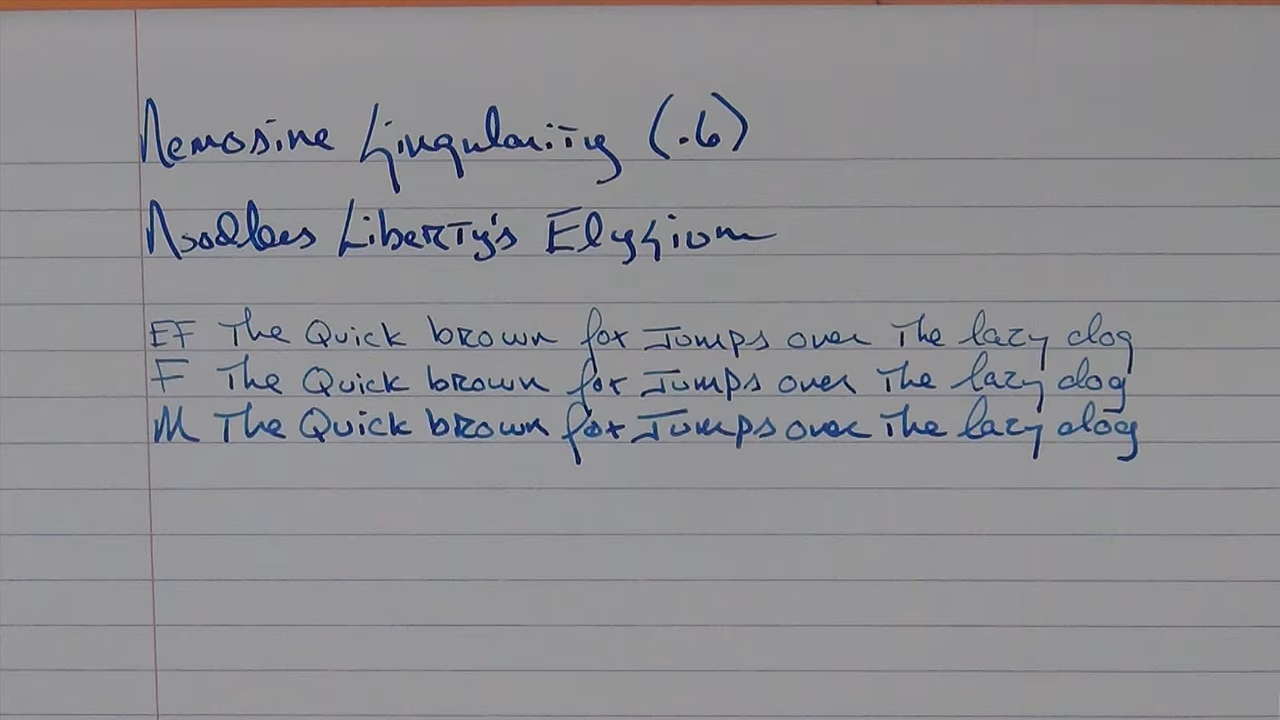 Nemosine Singularity (.6)
Noodlers Liberty's Elysium
EF The Quick brown fox Jumps over The lazy dog
F The Quick brown fox Jumps over The lazy dog
M The Quick brown fox Jumps over The lazy dog